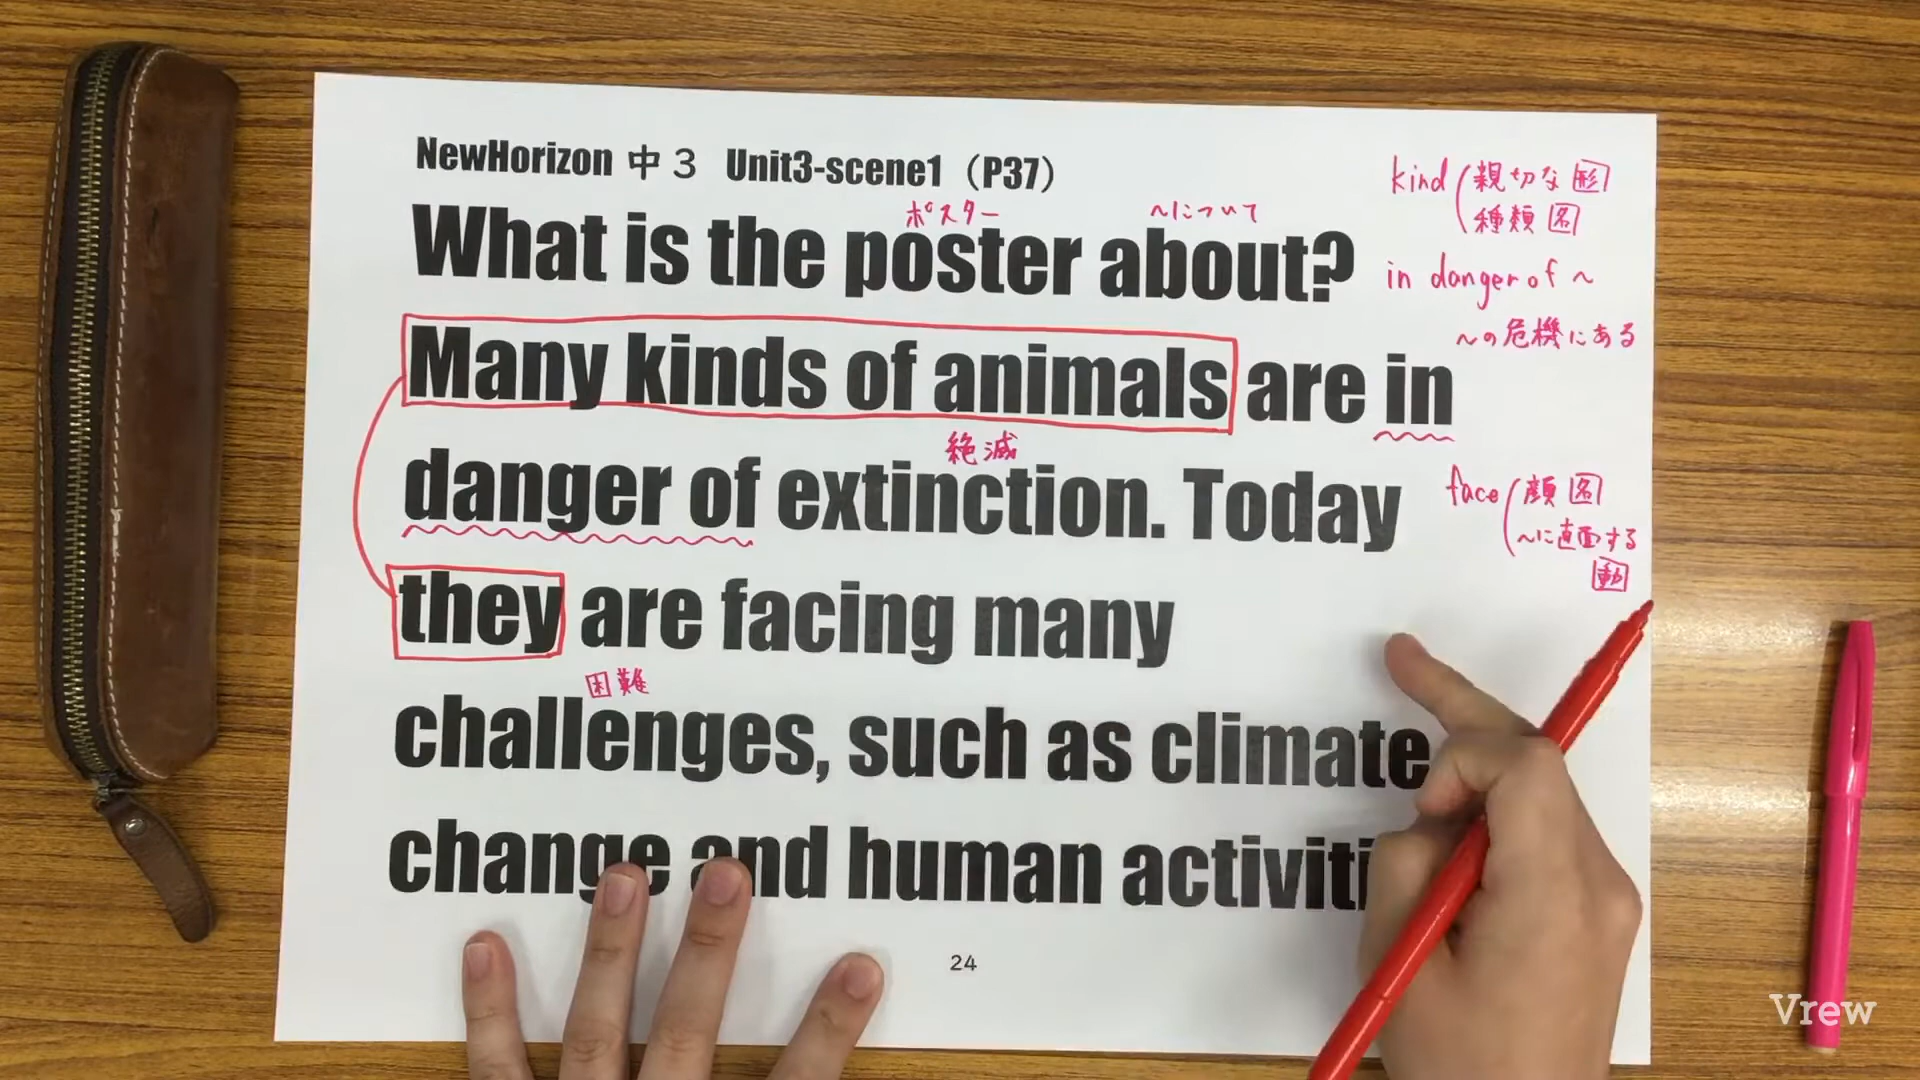 NewHorizon 中３ Unit3-scene1（P37）
ポスター ～について
What is the poster about?
Many kinds of animals are in
絶滅
danger of extinction. Today
they are facing many
困難
challenges, such as climate
change and human activiti
24
kind 親切な 形
種類 名
in danger of ～
～の危機にある
face 顔 名
～に直面する
動
Vrew